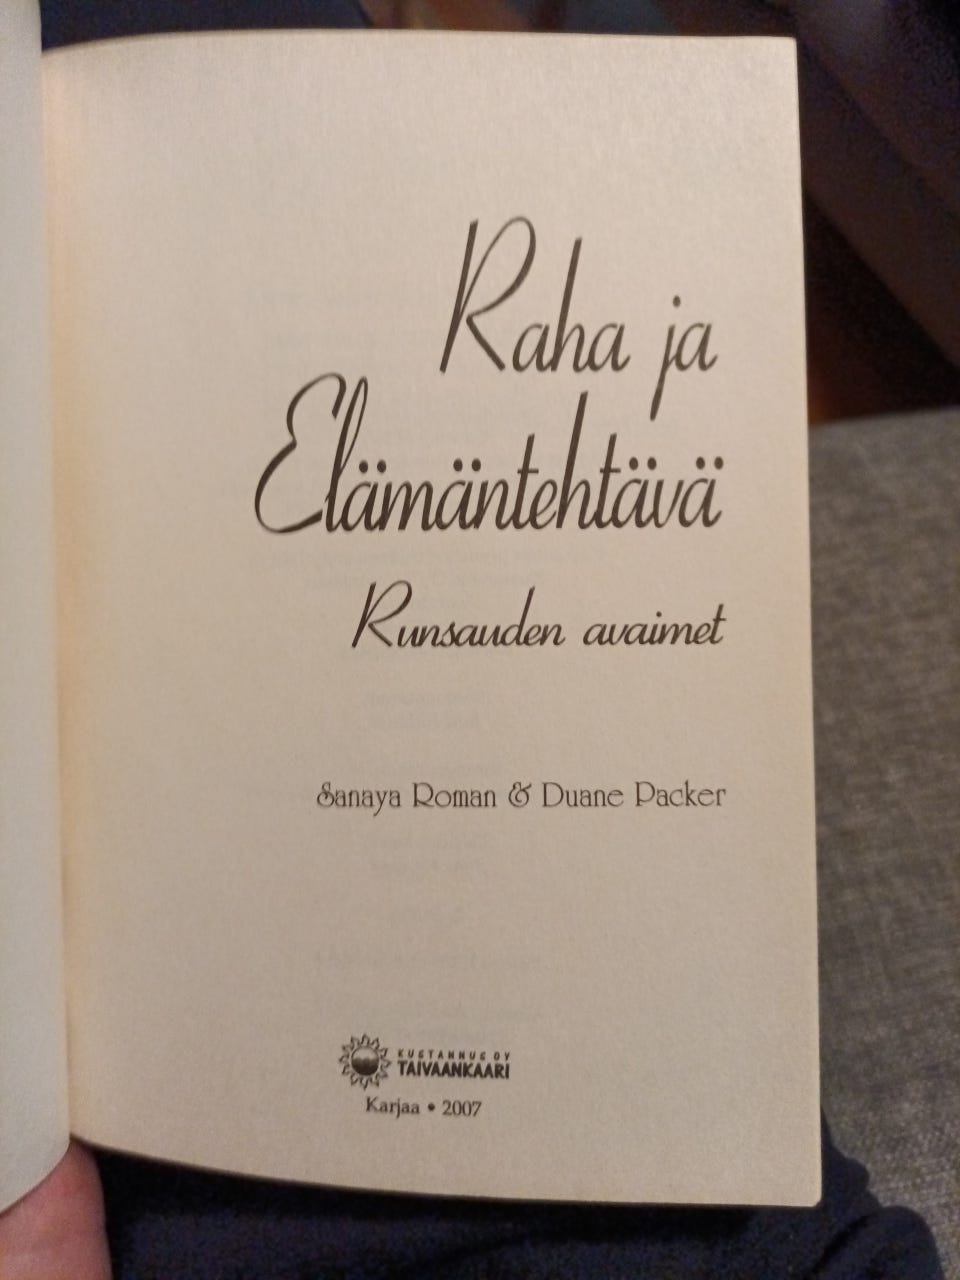 Raha ja
Elämäntehtävä
Runsauden avaimet
Sanaya Roman & Duane Packer
KUSTANNUS OY
TAIVAANKAARI
Karjaa • 2007